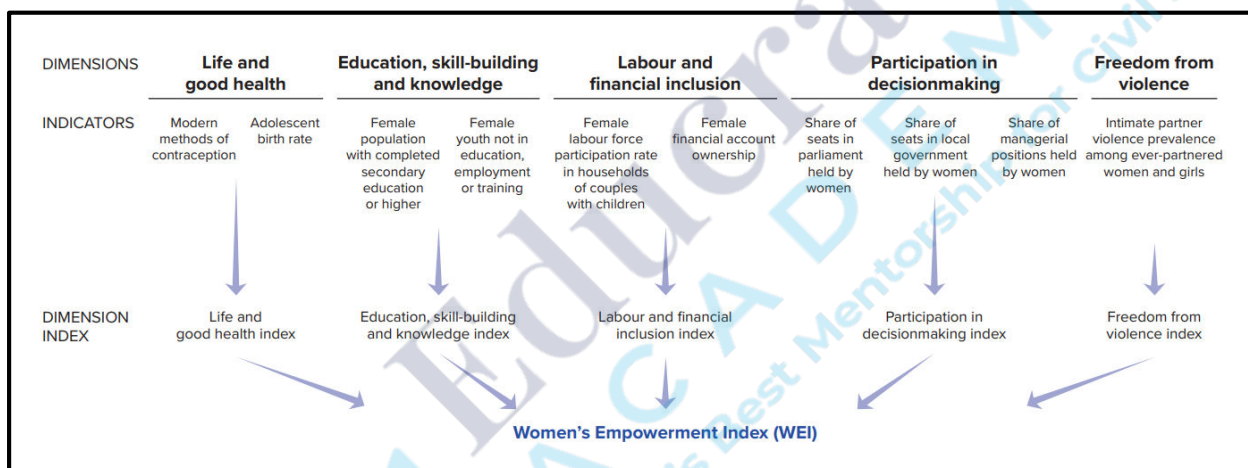 DIMENSIONS
Life and
good health
Education, skill-building
and knowledge
Labour and
financial inclusion
Participation in
decisionmaking
Freedom from
violence
INDICATORS
Modern
methods of
contraception
Adolescent
birth rate
Female
population
with completed
secondary
education
or higher
Female
youth not in
education,
employment
or training
Female
labour force
participation rate
in households
of couples
with children
Female
financial account
ownership
Share of
seats in
parliament
held by
women
Share of
seats in local
government
held by women
Share of
managerial
positions held
by women
Intimate partner
violence prevalence
among ever-partnered
women and girls
DIMENSION
INDEX
Life and
good health index
Education, skill-building
and knowledge index
Labour and financial
inclusion index
Participation in
decisionmaking index
Freedom from
violence index
Women's Empowerment Index (WEI)
Educra
ACADEM
's Best Mentorship for Civil